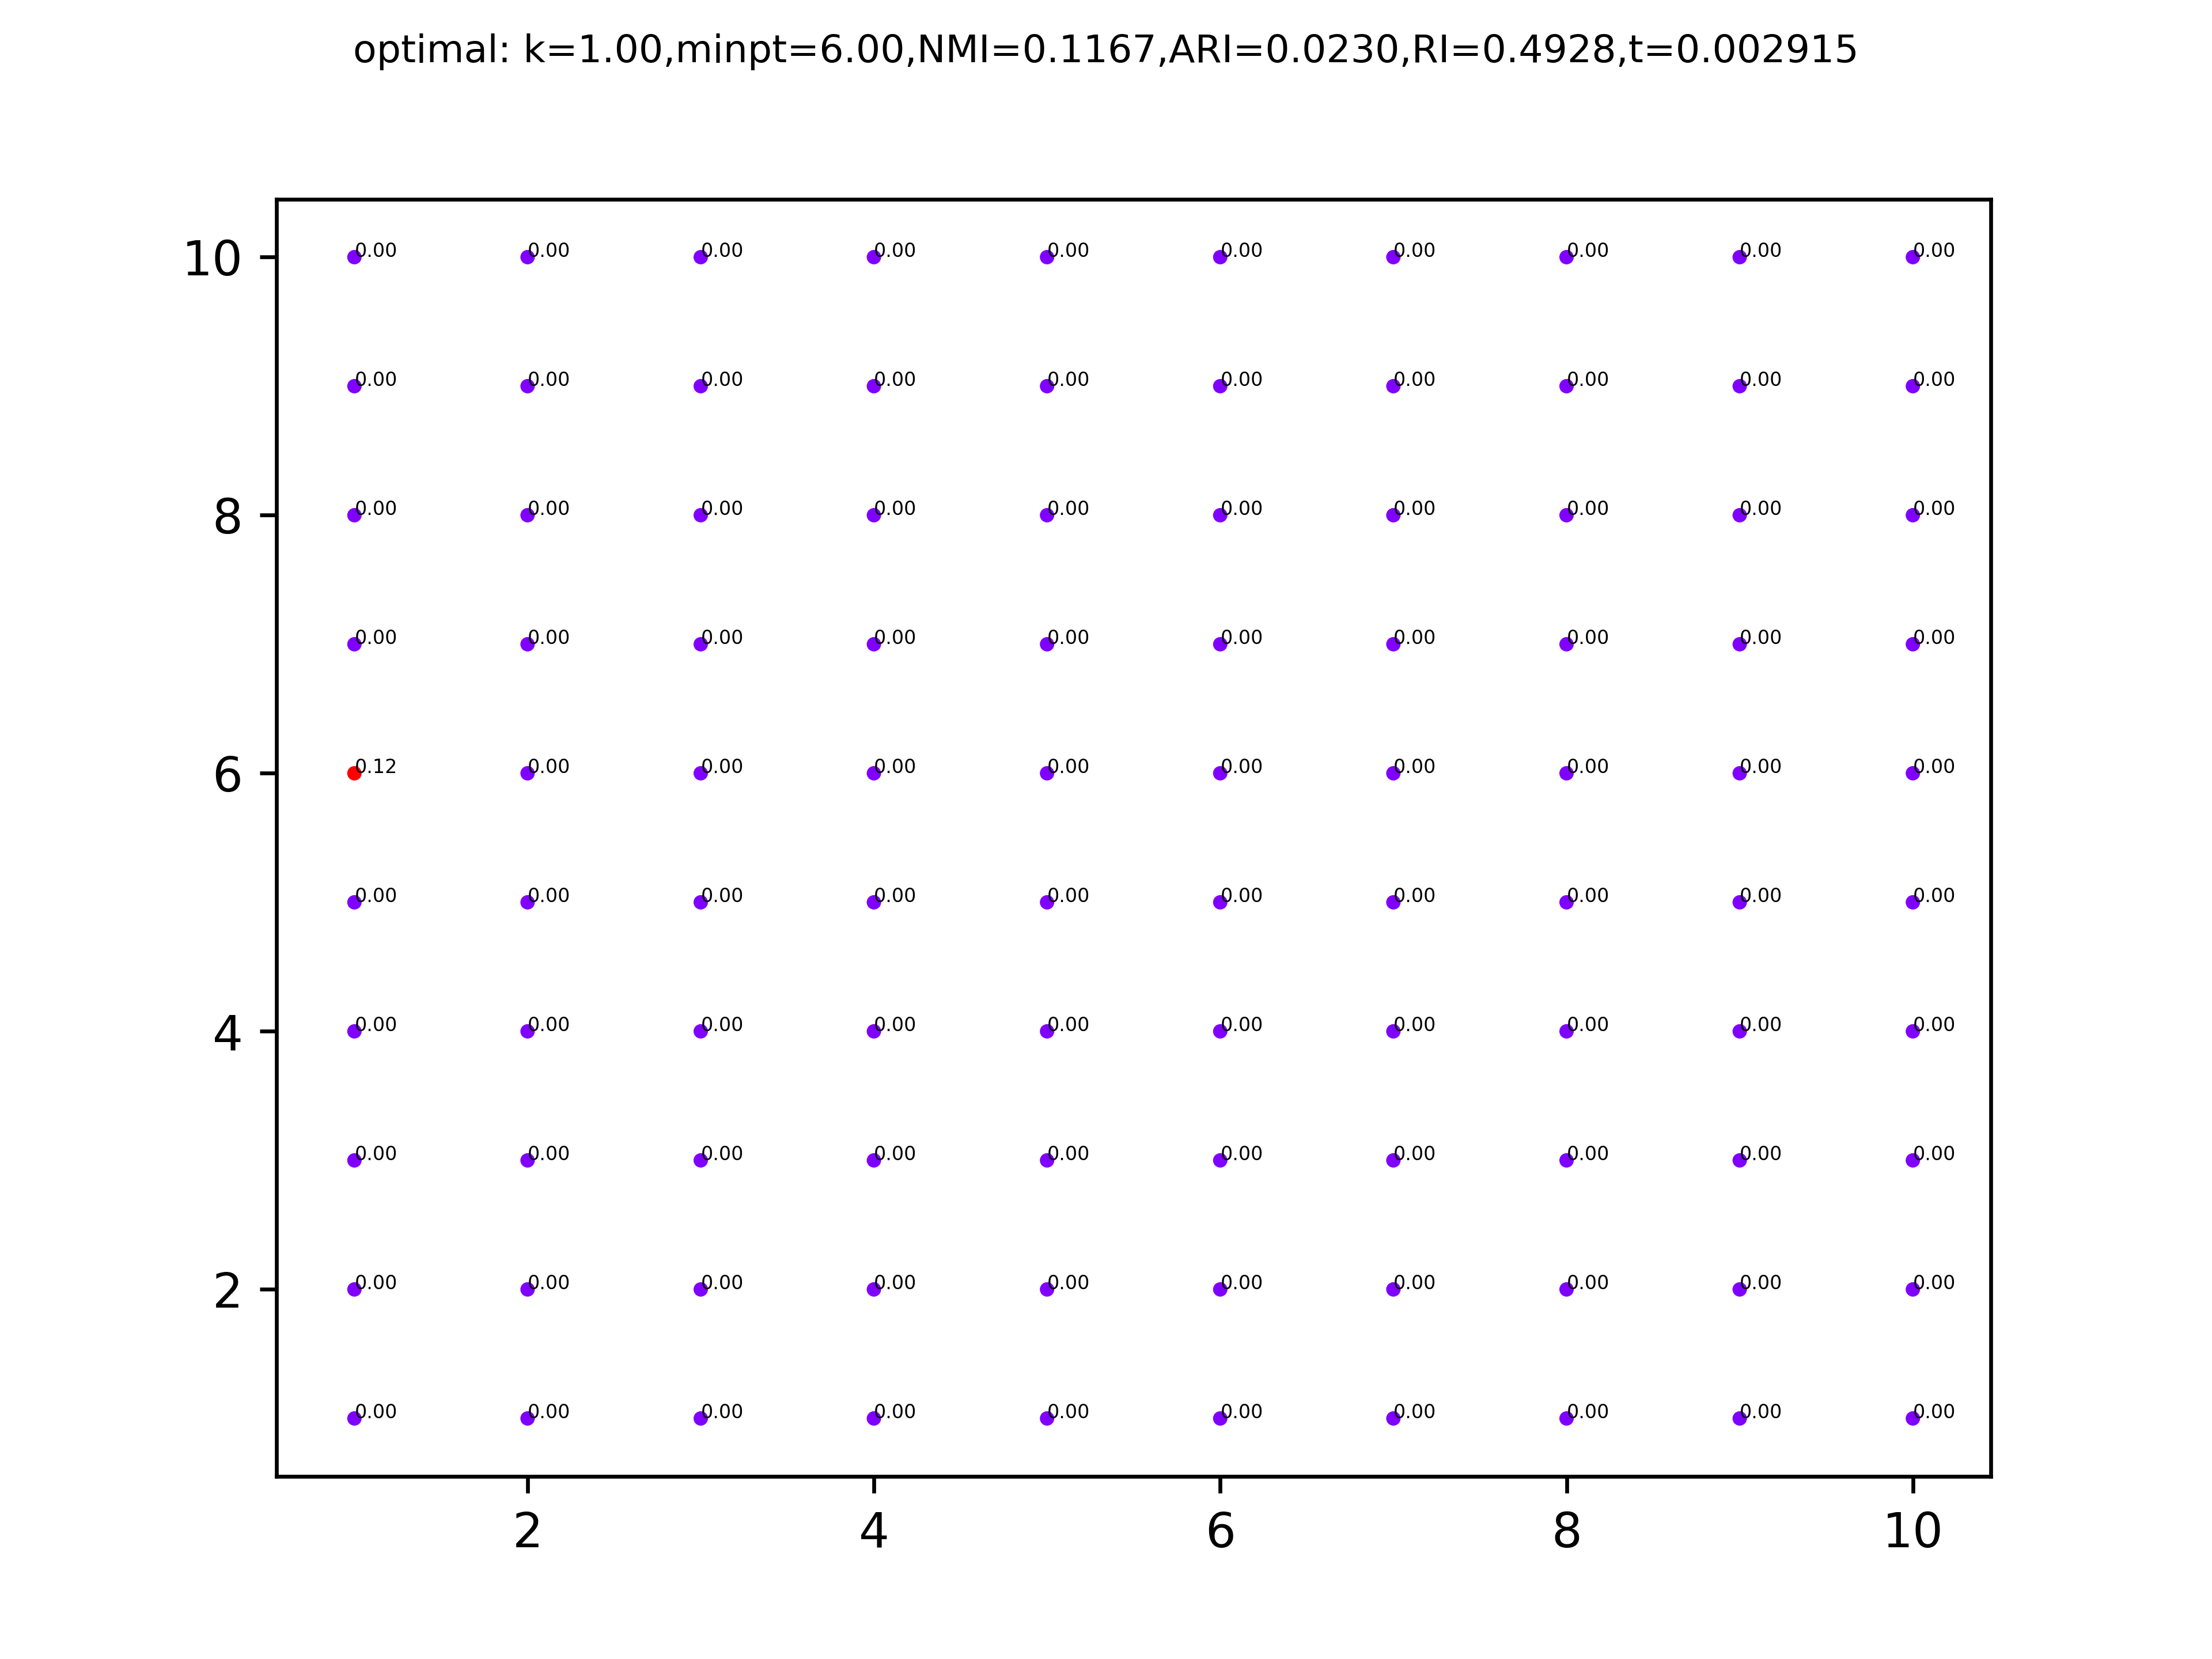 optimal: k=1.00,minpt=6.00,NMI=0.1167,ARI=0.0230,RI=0.4928,t=0.002915
10 0.00 0.00 0.00 0.00 0.00 0.00 0.00 0.00 0.00 0.00
0.00 0.00 0.00 0.00 0.00 0.00 0.00 0.00 0.00 0.00
8 0.00 0.00 0.00 0.00 0.00 0.00 0.00 0.00 0.00 0.00
0.00 0.00 0.00 0.00 0.00 0.00 0.00 0.00 0.00 0.00
6 0.12 0.00 0.00 0.00 0.00 0.00 0.00 0.00 0.00 0.00
0.00 0.00 0.00 0.00 0.00 0.00 0.00 0.00 0.00 0.00
4 0.00 0.00 0.00 0.00 0.00 0.00 0.00 0.00 0.00 0.00
0.00 0.00 0.00 0.00 0.00 0.00 0.00 0.00 0.00 0.00
2 0.00 0.00 0.00 0.00 0.00 0.00 0.00 0.00 0.00 0.00
0.00 0.00 0.00 0.00 0.00 0.00 0.00 0.00 0.00 0.00
2 4 6 8 10